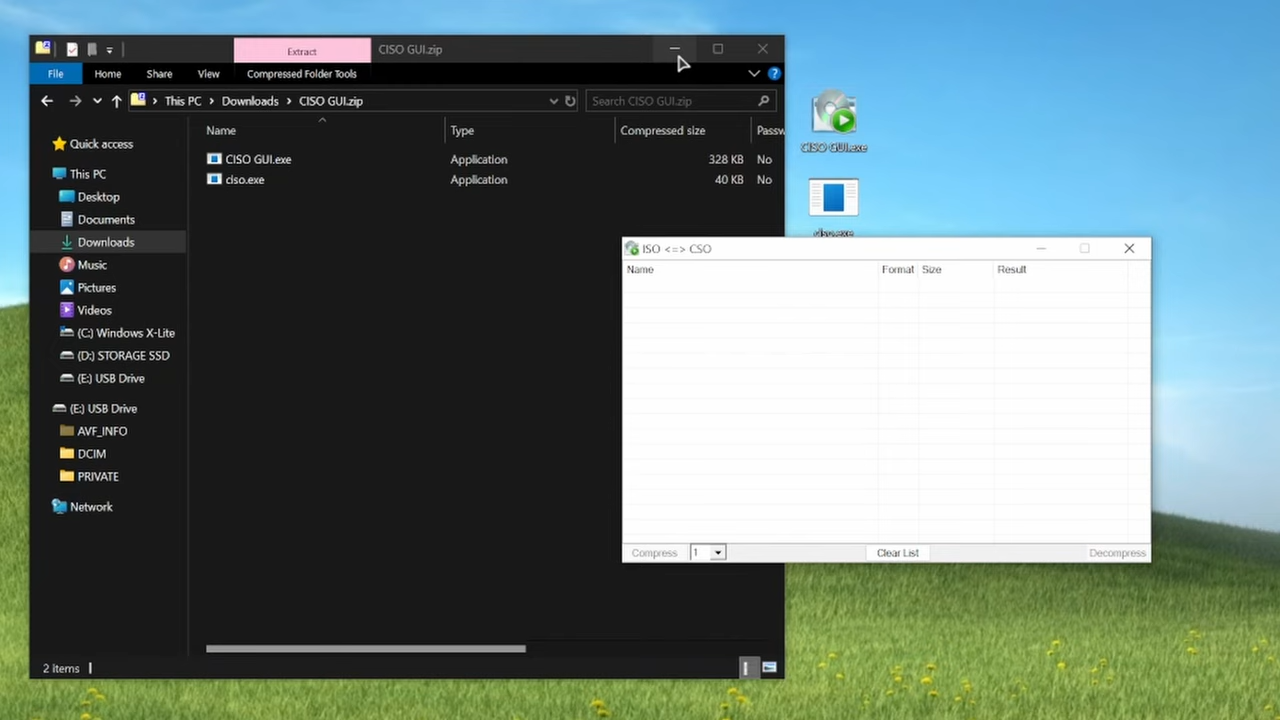 Extract
CISO GUI.zip
File
Home
Share
View
Compressed Folder Tools
This PC
Downloads
CISO GUI.zip
Search CISO GUI.zip
Name
Type
Compressed size
Passw
CISO GUI.exe
Application
328 KB
No
ciso.exe
Application
40 KB
No
Quick access
This PC
Desktop
Documents
Downloads
Music
Pictures
Videos
(C:) Windows X-Lite
(D:) STORAGE SSD
(E:) USB Drive
(E:) USB Drive
AVF_INFO
DCIM
PRIVATE
Network
2 items
CISO GUI.exe
ISO <=> CSO
Name
Format
Size
Result
Compress
1
Clear List
Decompress